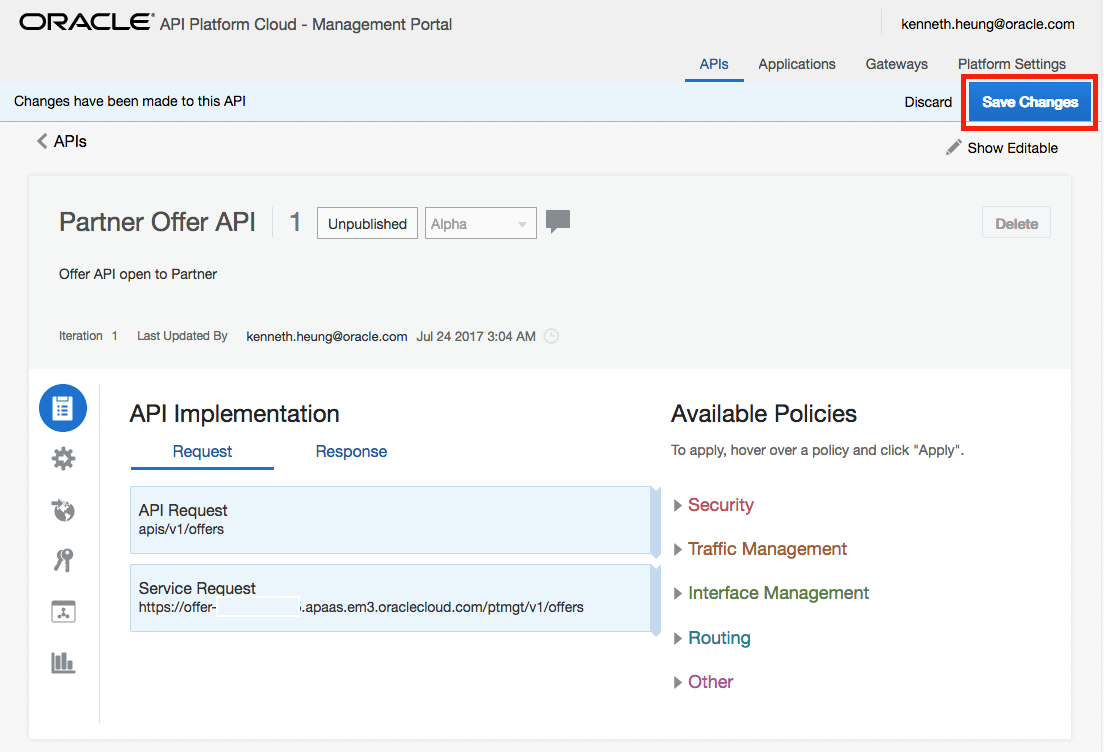 ORACLE® API Platform Cloud - Management Portal
kenneth.heung@oracle.com
APIs Applications Gateways Platform Settings
Changes have been made to this API
Discard Save Changes
APIs
Show Editable
Partner Offer API 1 Unpublished Alpha
Delete
Offer API open to Partner
Iteration 1 Last Updated By kenneth.heung@oracle.com Jul 24 2017 3:04 AM
API Implementation
Request Response
API Request
apis/v1/offers
Service Request
https://offer- .apaas.em3.oraclecloud.com/ptmgt/v1/offers
Available Policies
To apply, hover over a policy and click "Apply".
Security
Traffic Management
Interface Management
Routing
Other